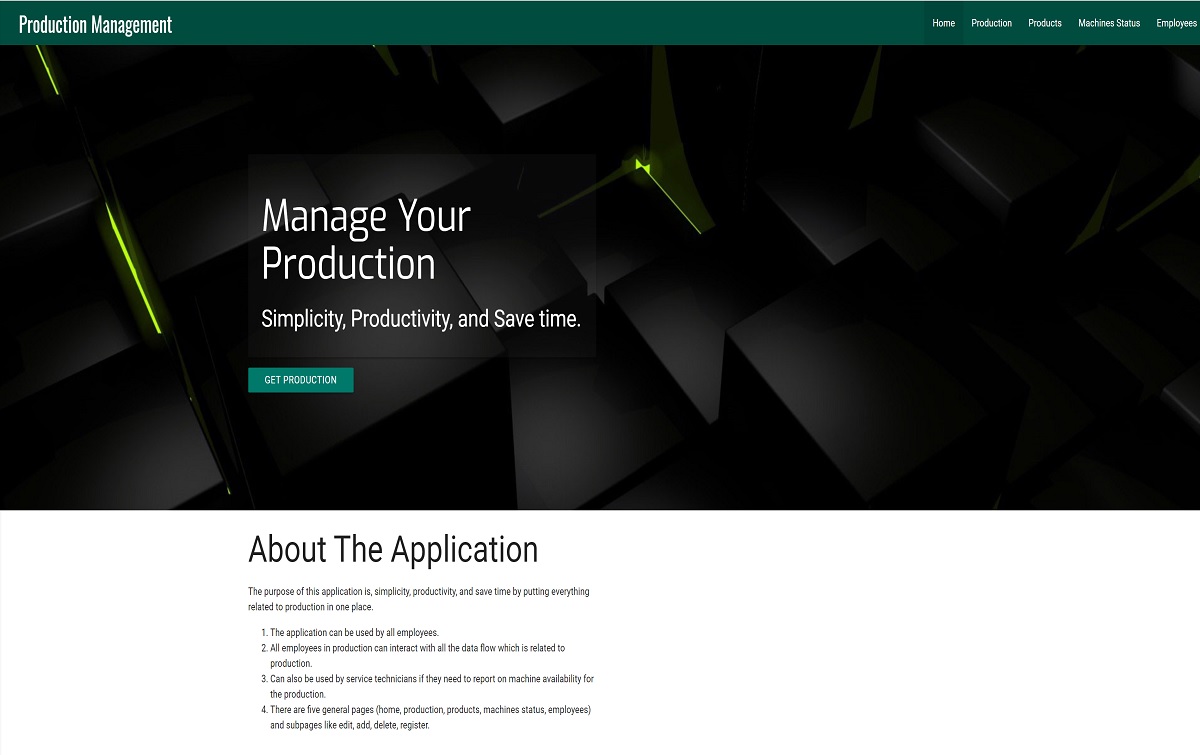 Production Management
Home Production Products Machines Status Employees
Manage Your
Production
Simplicity, Productivity, and Save time.
GET PRODUCTION
About The Application
The purpose of this application is, simplicity, productivity, and save time by putting everything
related to production in one place.
1. The application can be used by all employees.
2. All employees in production can interact with all the data flow which is related to
production.
3. Can also be used by service technicians if they need to report on machine availability for
the production.
4. There are five general pages (home, production, products, machines status, employees)
and subpages like edit, add, delete, register.